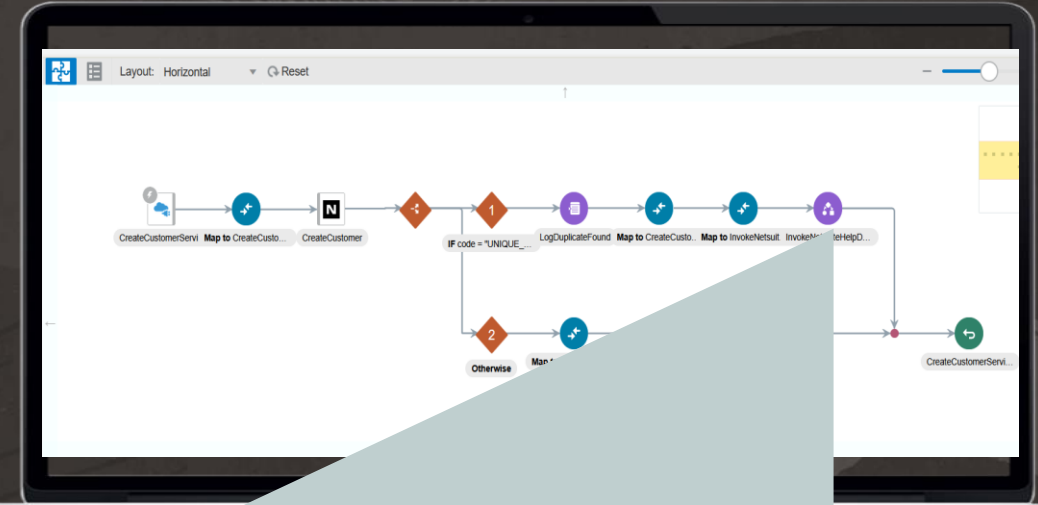 Layout: Horizontal Reset
N
1
CreateCustomerServi
Map to CreateCusto...
CreateCustomer
IF code = "UNIQUE_...
LogDuplicateFound
Map to CreateCusto..
Map to InvokeNetsuit
2
Otherwise
CreateCustomerServi...